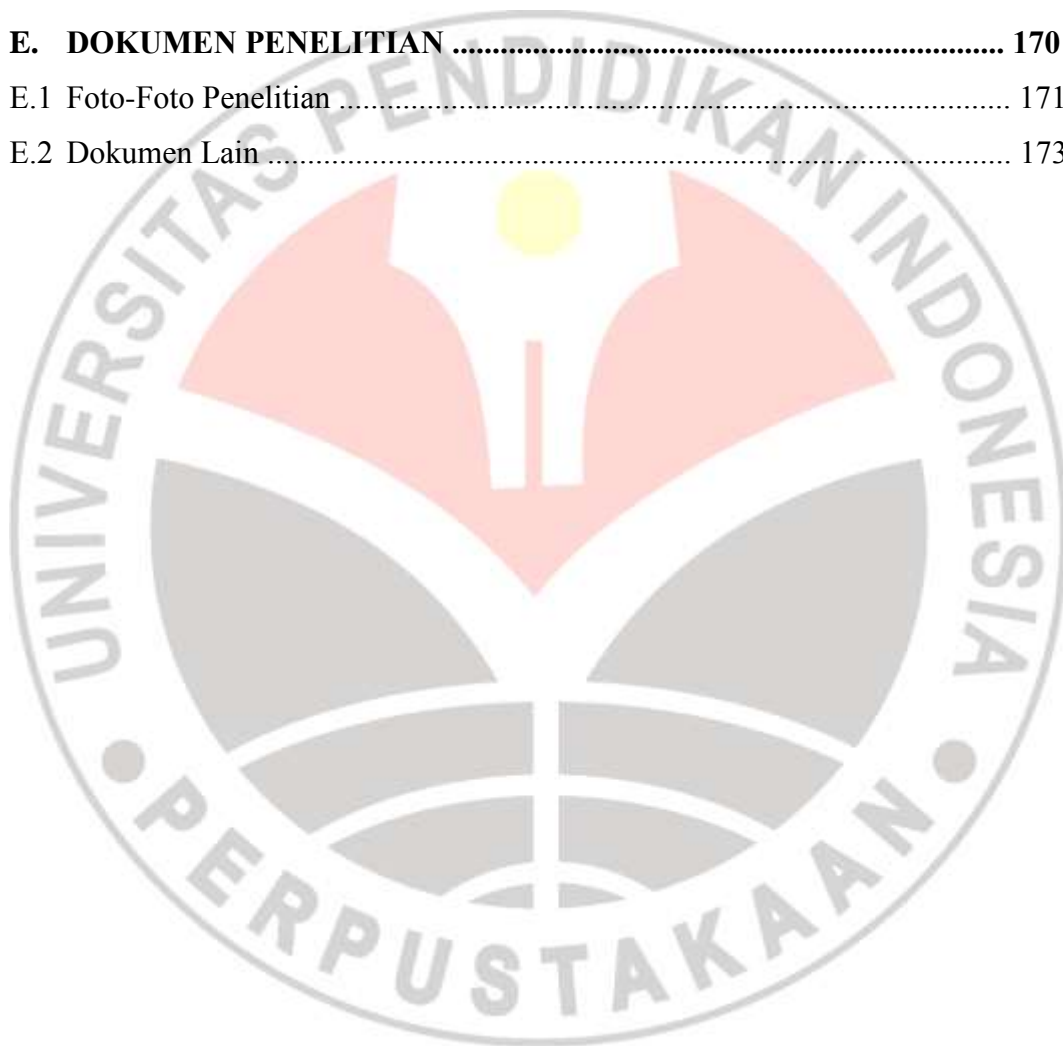 E. DOKUMEN PENELITIAN ...................................................................... 170
E.1 Foto-Foto Penelitian ..................................................................................... 171
E.2 Dokumen Lain .............................................................................................. 173
UNIVERSITAS PENDIDIKAN INDONESIA
• PERPUSTAKAAN •